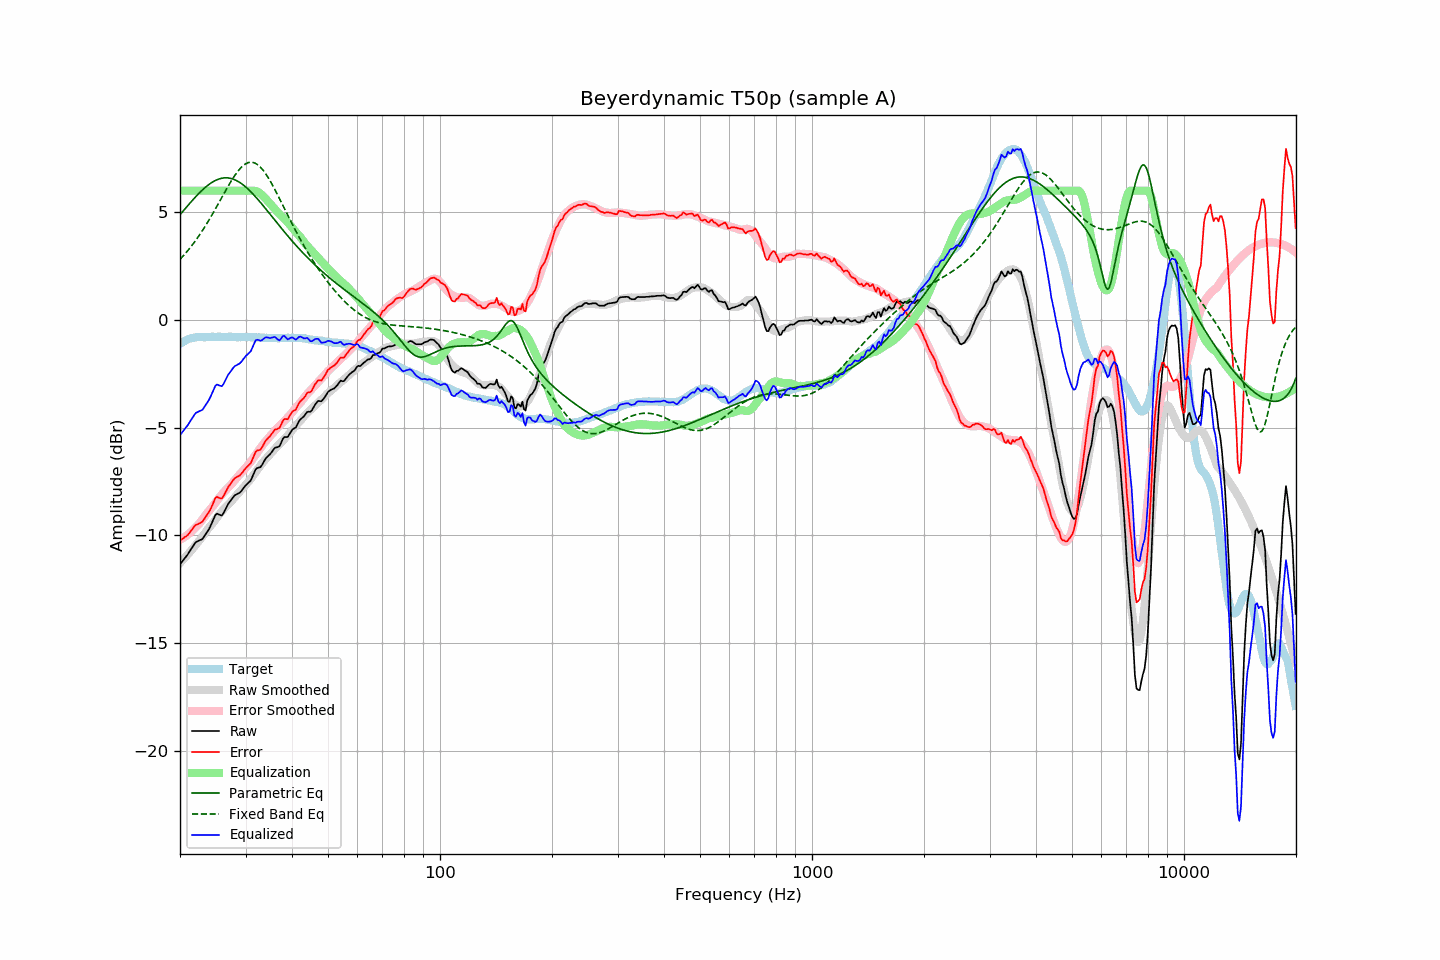 Beyerdynamic T50p (sample A)
Amplitude (dBr)
5
0
−5
−10
−15
−20
Target
Raw Smoothed
Error Smoothed
Raw
Error
Equalization
Parametric Eq
Fixed Band Eq
Equalized
100
1000
10000
Frequency (Hz)